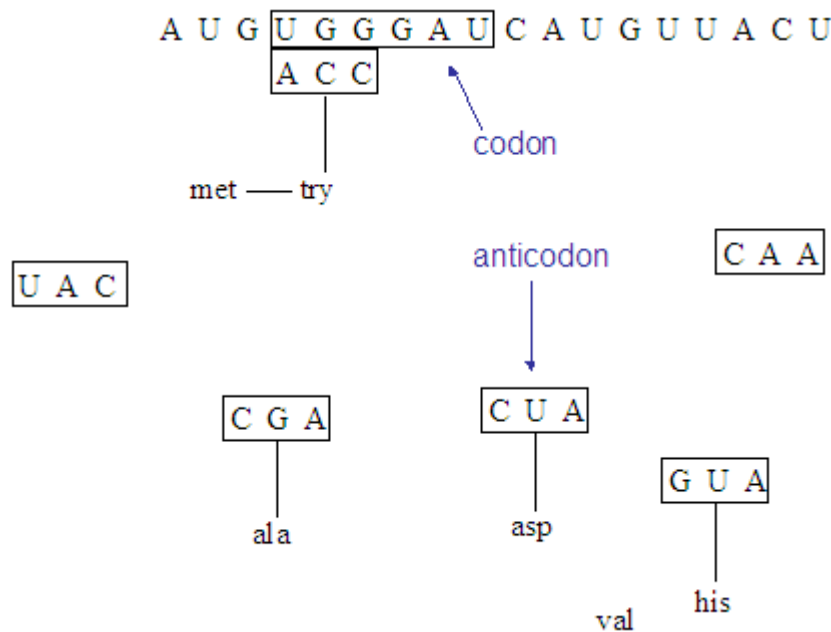 A U G U G G G A U C A U G U U A C U
A C C
codon
met try
anticodon
C A A
U A C
C G A
C U A
G U A
ala
asp
his
val